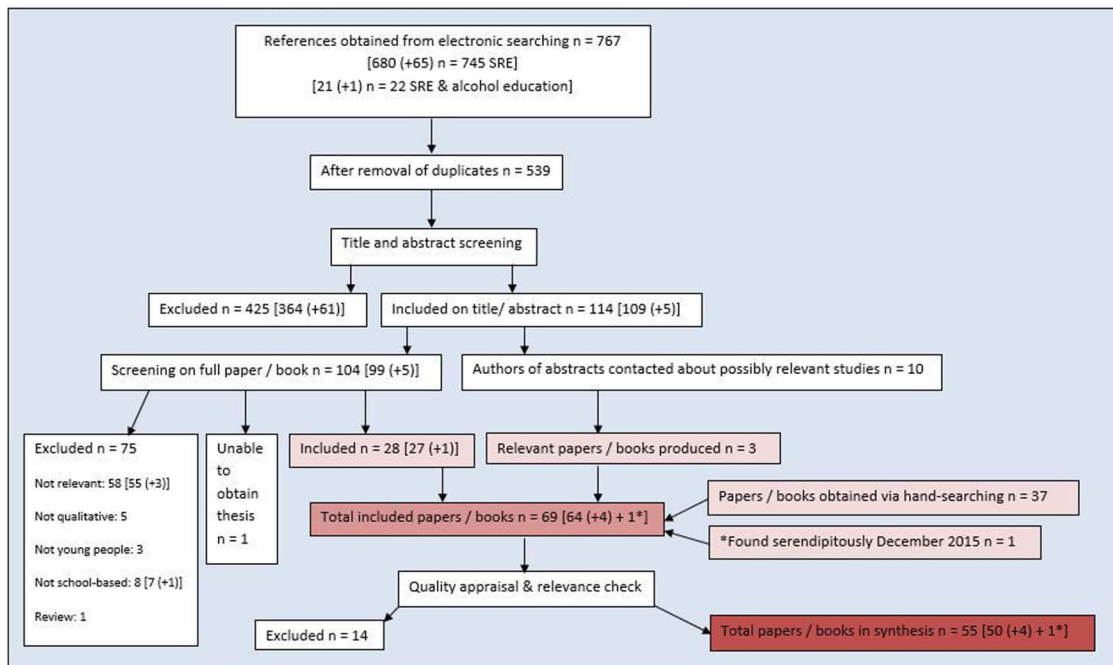 References obtained from electronic searching n = 767
[680 (+65) n = 745 SRE]
[21 (+1) n = 22 SRE & alcohol education]
After removal of duplicates n = 539
Title and abstract screening
Excluded n = 425 [364 (+61)]
Included on title/ abstract n = 114 [109 (+5)]
Screening on full paper / book n = 104 [99 (+5)]
Authors of abstracts contacted about possibly relevant studies n = 10
Excluded n = 75
Not relevant: 58 [55 (+3)]
Not qualitative: 5
Not young people: 3
Not school-based: 8 [7 (+1)]
Review: 1
Unable
to
obtain
thesis
n = 1
Included n = 28 [27 (+1)]
Relevant papers / books produced n = 3
Papers / books obtained via hand-searching n = 37
Total included papers / books n = 69 [64 (+4) + 1*]
*Found serendipitously December 2015 n = 1
Quality appraisal & relevance check
Excluded n = 14
Total papers / books in synthesis n = 55 [50 (+4) + 1*]